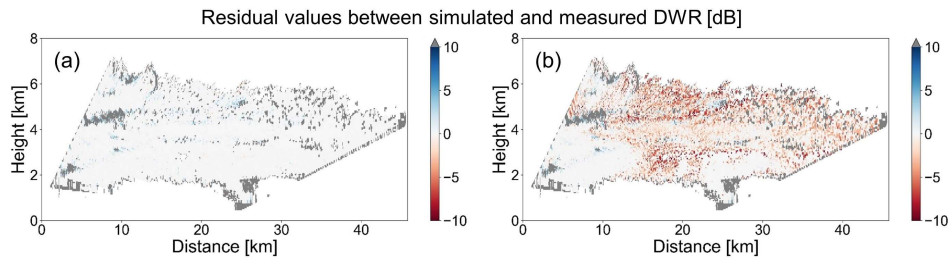 Residual values between simulated and measured DWR [dB]
(a)
8
6
4
2
0
Height [km]
0 10 20 30 40
Distance [km]
10
5
0
−5
−10
(b)
8
6
4
2
0
Height [km]
0 10 20 30 40
Distance [km]
10
5
0
−5
−10